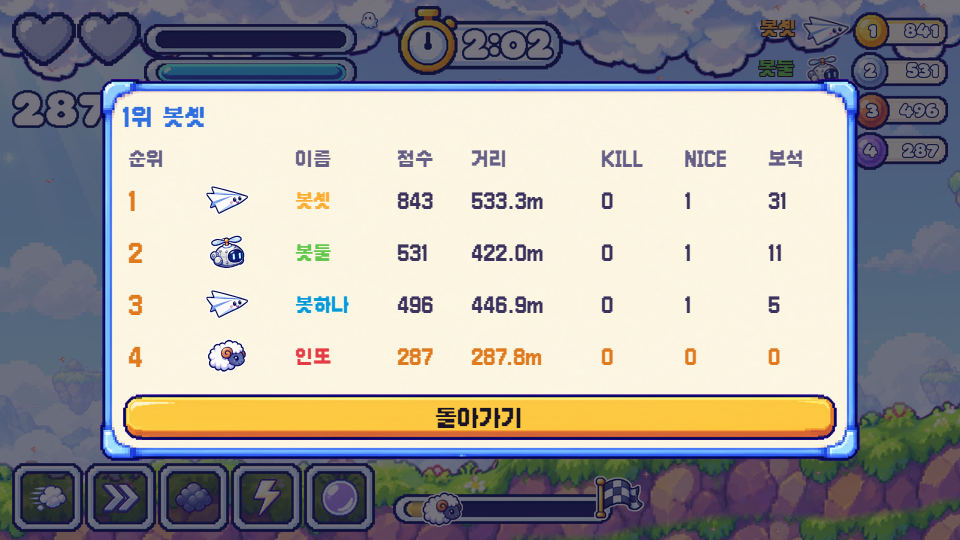 2:02
봇셋 1 841
봇둘 2 531
3 496
4 287
287
1위 봇셋
순위 이름 점수 거리 KILL NICE 보석
1 봇셋 843 533.3m 0 1 31
2 봇둘 531 422.0m 0 1 11
3 봇하나 496 446.9m 0 1 5
4 인또 287 287.8m 0 0 0
돌아가기